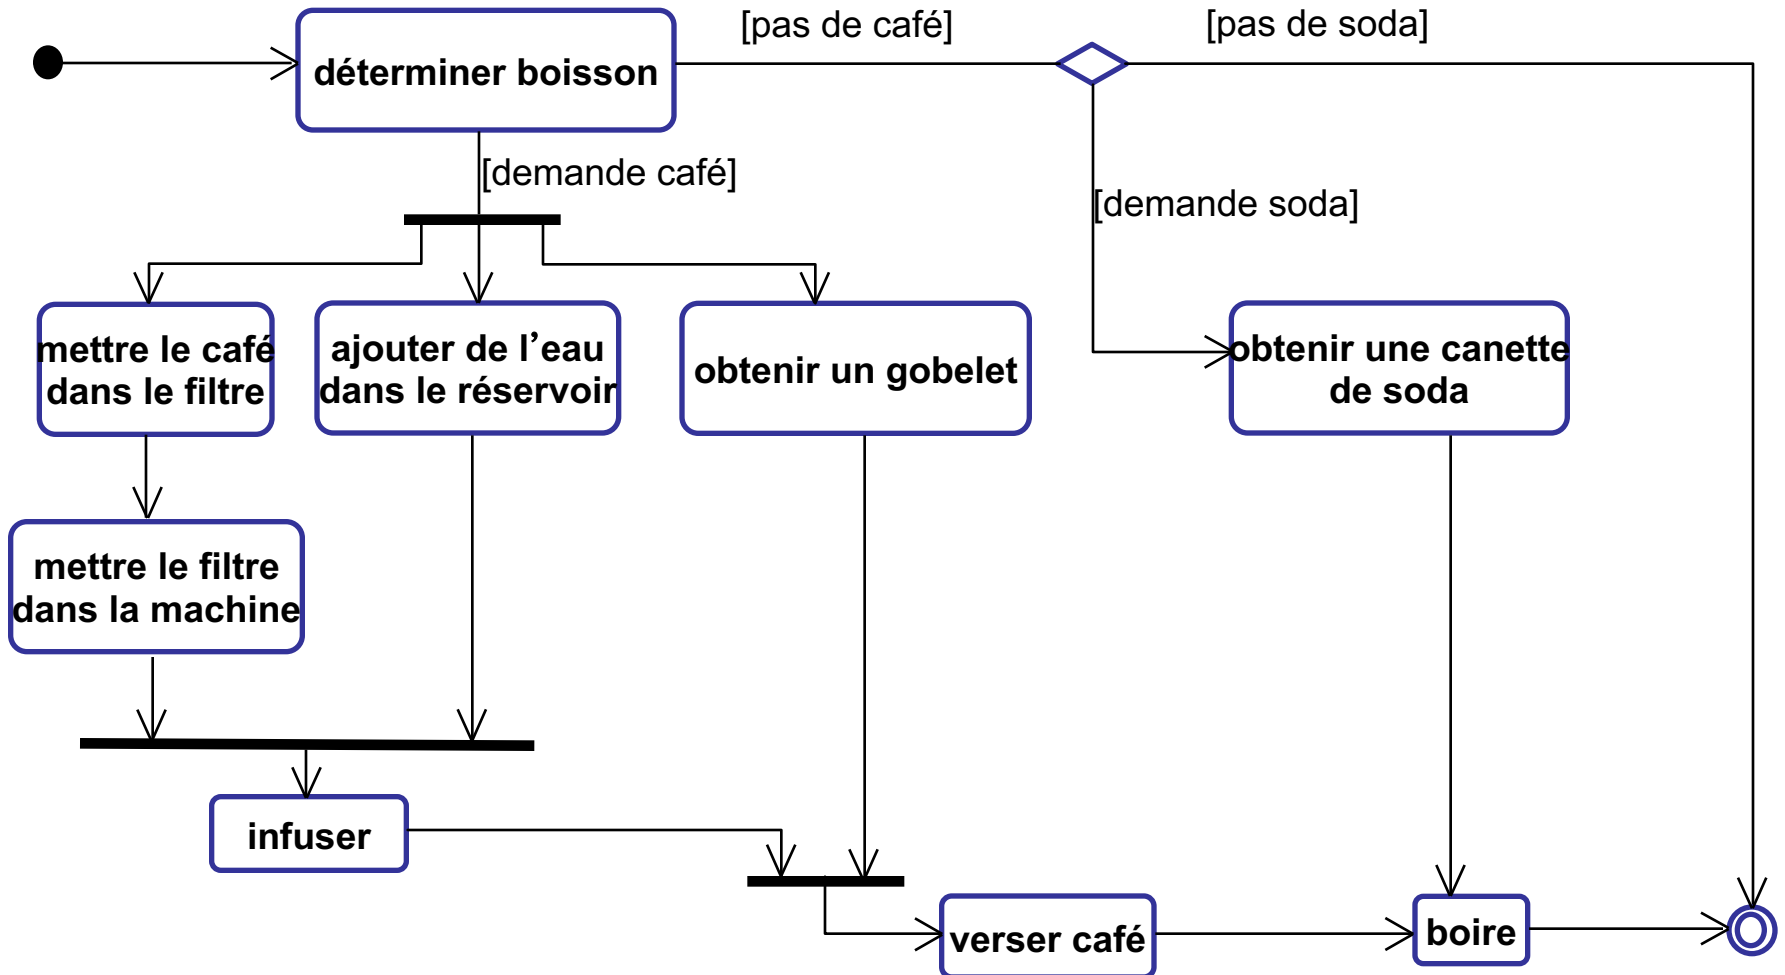 [pas de café]
[pas de soda]
déterminer boisson
[demande café]
[demande soda]
mettre le café
dans le filtre
ajouter de l’eau
dans le réservoir
obtenir un gobelet
obtenir une canette
de soda
mettre le filtre
dans la machine
infuser
verser café
boire